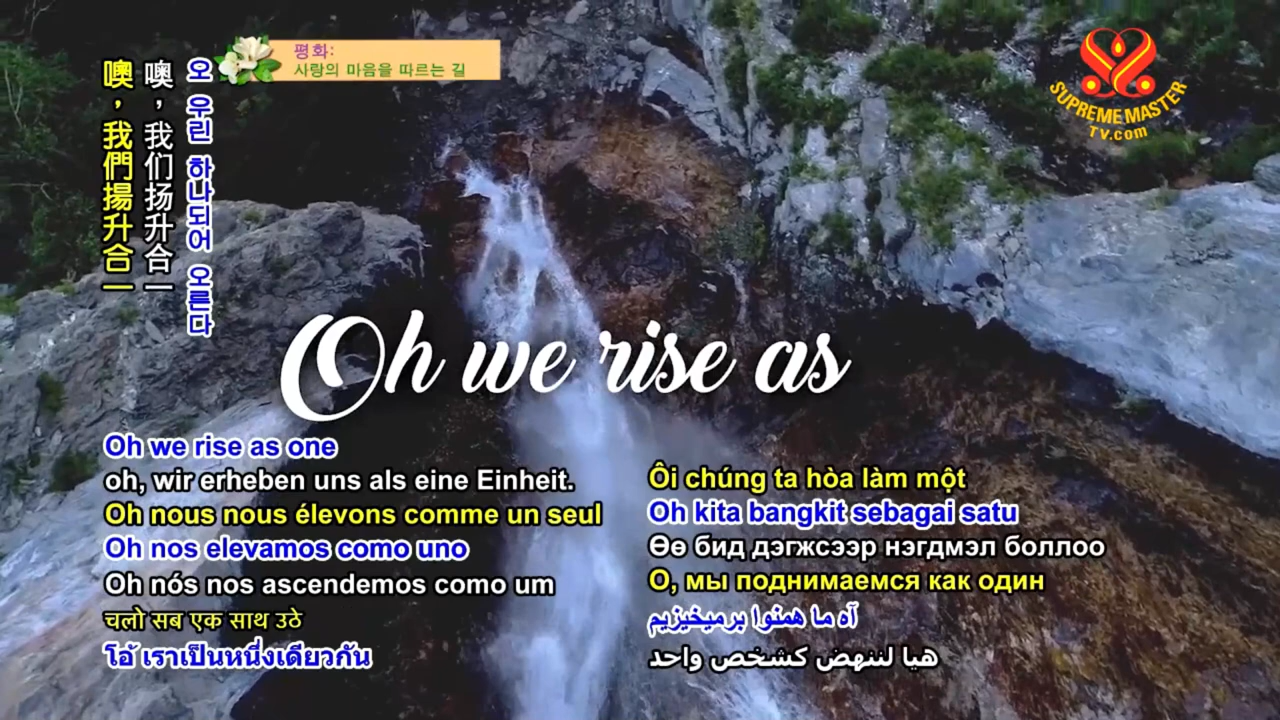 噢，我們揚升合一
噢，我们扬升合一
오 우린 하나되어 오른다
평화:
사랑의 마음을 따르는 길
SUPREME MASTER
TV.com
Oh we rise as
Oh we rise as one
oh, wir erheben uns als eine Einheit.
Oh nous nous élevons comme un seul
Oh nos elevamos como uno
Oh nós nos ascendemos como um
चलो सब एक साथ उठे
โอ้ เราเป็นหนึ่งเดียวกัน
Ôi chúng ta hòa làm một
Oh kita bangkit sebagai satu
Өө бид дэгжсээр нэгдмэл боллоо
О, мы поднимаемся как один
آه ما همنوا برمیخیزیم
هيا لننهض كشخص واحد